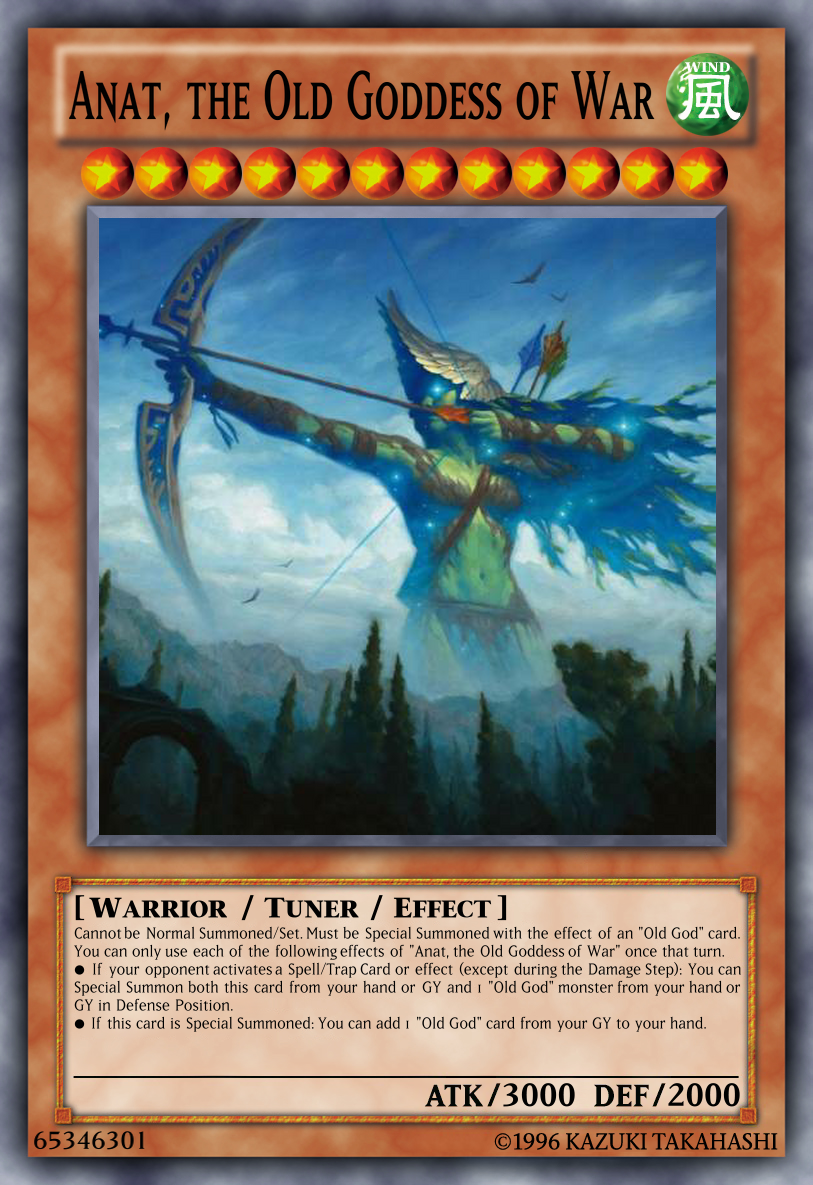 Anat, the Old Goddess of War
WIND
風
[ Warrior / Tuner / Effect ]
Cannot be Normal Summoned/Set. Must be Special Summoned with the effect of an "Old God" card.
You can only use each of the following effects of "Anat, the Old Goddess of War" once that turn.
● If your opponent activates a Spell/Trap Card or effect (except during the Damage Step): You can
Special Summon both this card from your hand or GY and 1 "Old God" monster from your hand or
GY in Defense Position.
● If this card is Special Summoned: You can add 1 "Old God" card from your GY to your hand.
ATK/3000 DEF/2000
65346301
©1996 KAZUKI TAKAHASHI